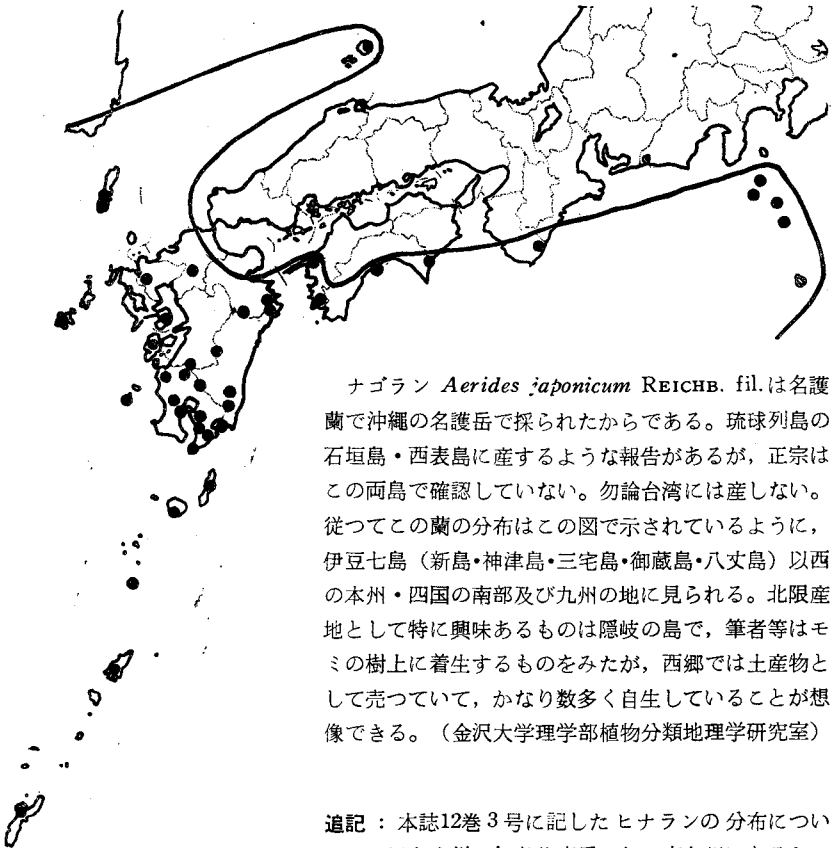 ナゴラン Aerides japonicum REICHB. fil.は名護
蘭で沖縄の名護岳で採られたからである。琉球列島の
石垣島・西表島に産するような報告があるが，正宗は
この両島で確認していない。勿論台湾には産しない。
従つてこの蘭の分布はこの図で示されているように，
伊豆七島（新島・神津島・三宅島・御蔵島・八丈島）以西
の本州・四国の南部及び九州の地に見られる。北限産
地として特に興味あるものは隠岐の島で，筆者等はモ
ミの樹上に着生するものをみたが，西郷では土産物と
して売つていて，かなり数多く自生していることが想
像できる。（金沢大学理学部植物分類地理学研究室）
追記：本誌12巻3号に記したヒナランの分布につい